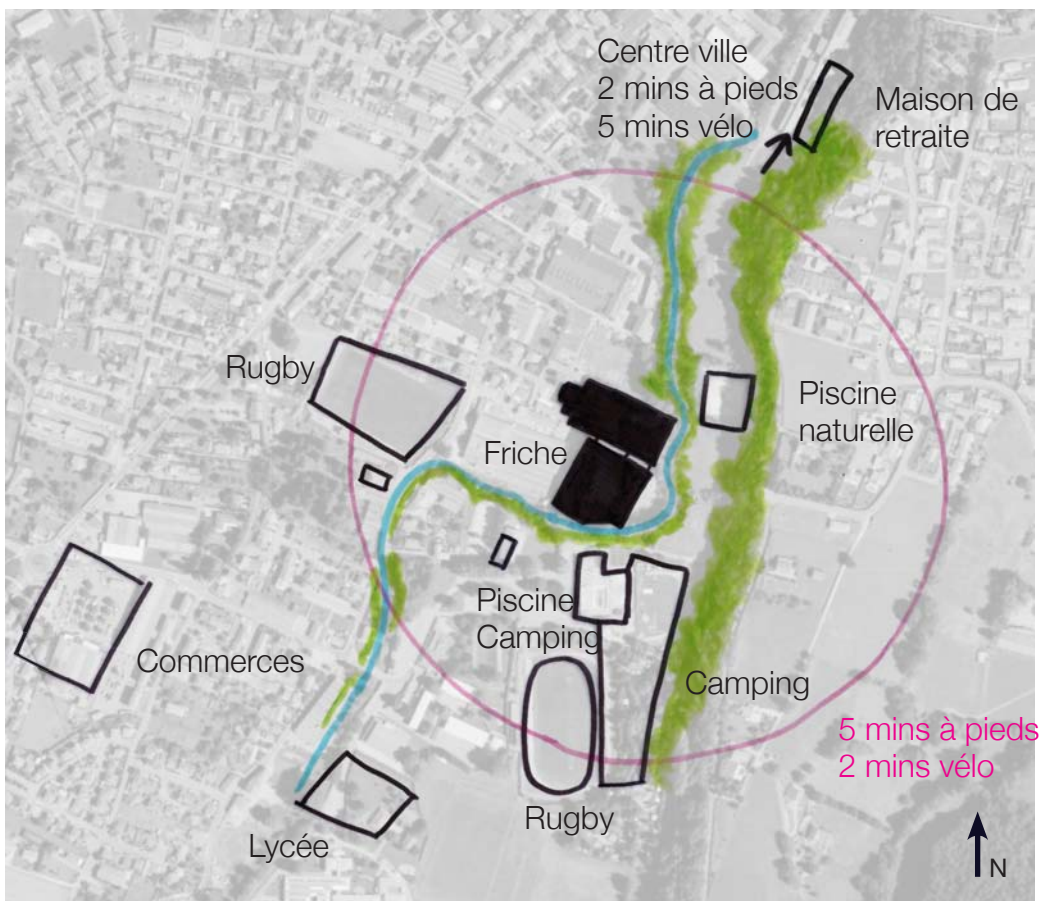 Centre ville
2 mins à pieds
5 mins vélo
Maison de
retraite
Rugby
Piscine
naturelle
Friche
Piscine
Camping
Commerces
Camping
5 mins à pieds
2 mins vélo
Rugby
Lycée
N